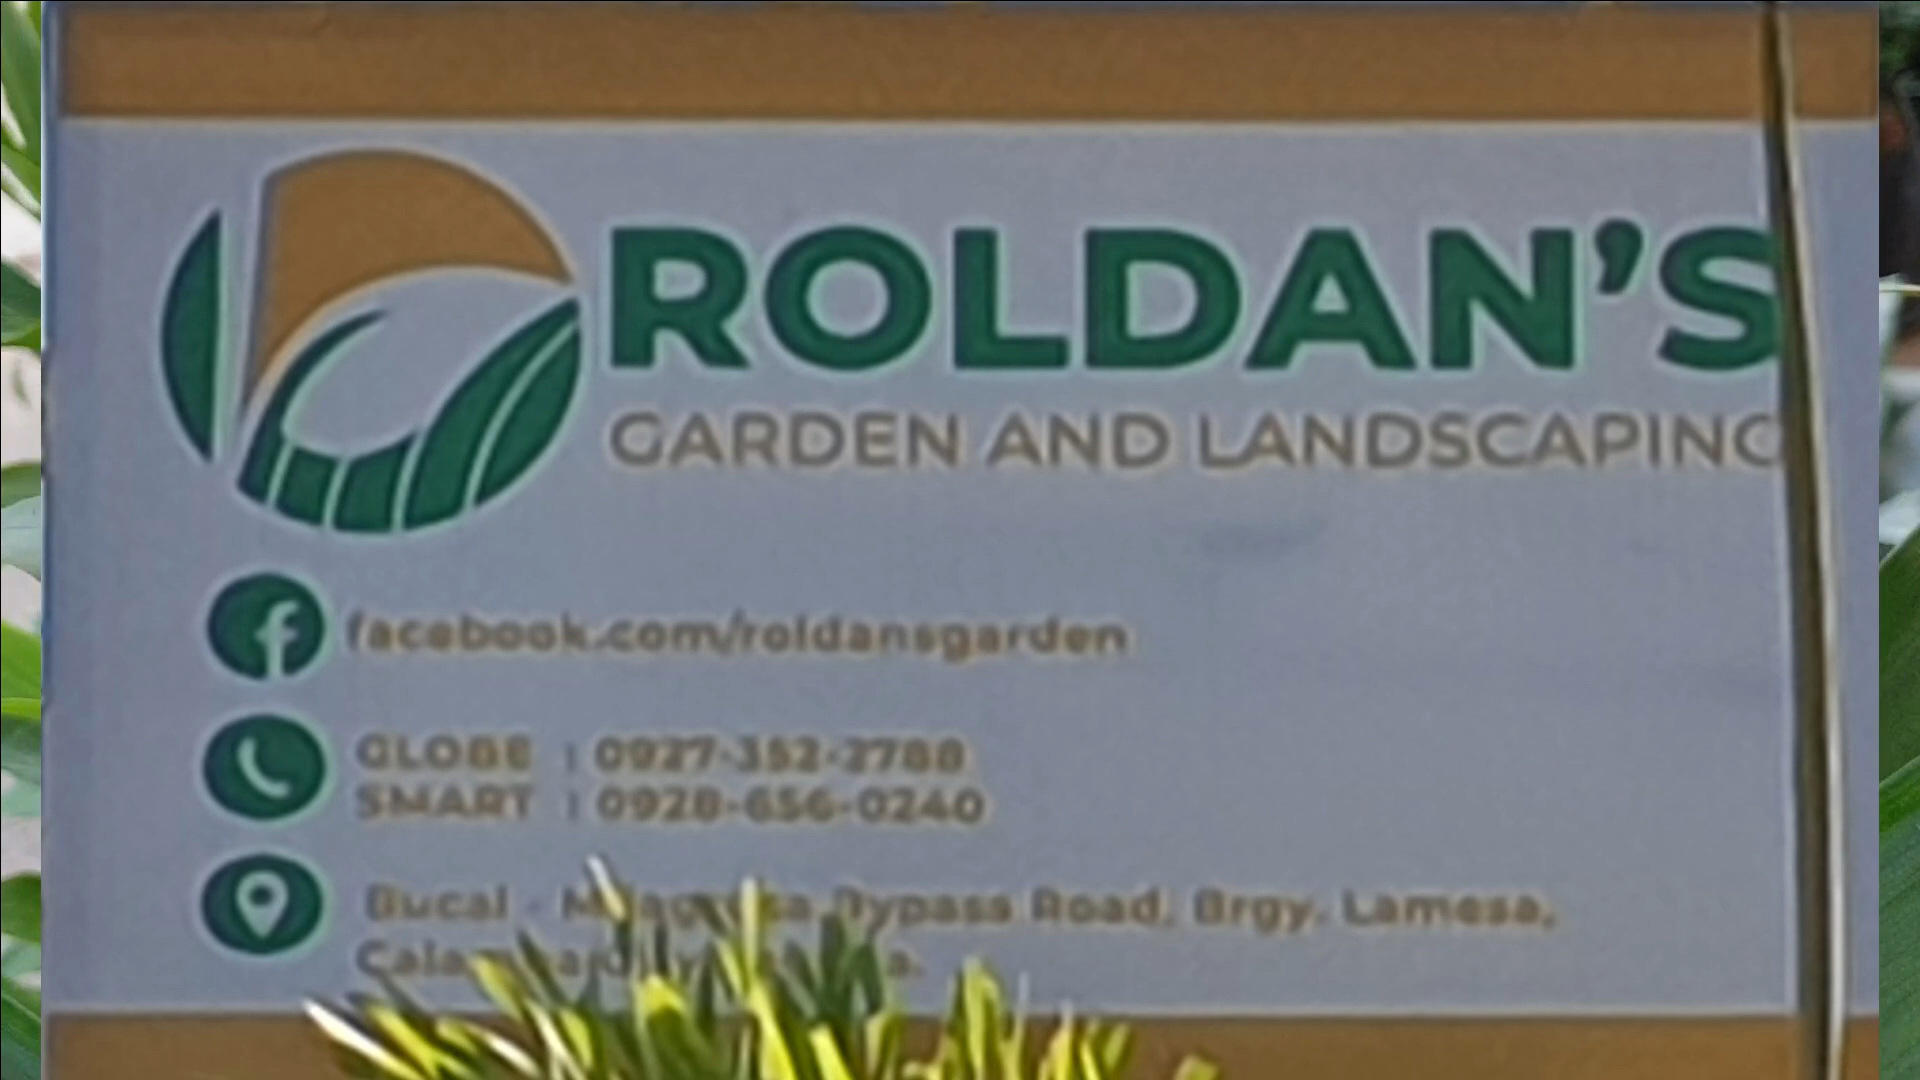 ROLDAN'S
GARDEN AND LANDSCAPING
facebook.com/roldansgarden
GLOBE : 0927-352-2788
SMART : 0928-656-0240
Bucal - Bypass Road, Brgy. Lamesa,